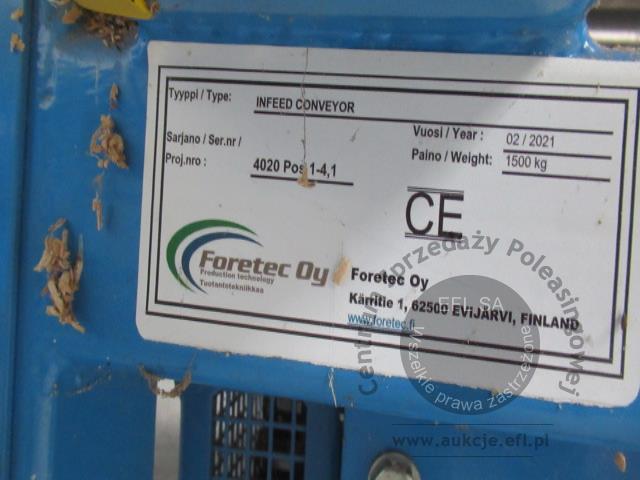 Tyyppi / Type: INFEED CONVEYOR
Sarjano / Ser.nr / Proj.nro : 4020 Pos 1-4,1
Vuosi / Year : 02 / 2021
Paino / Weight: 1500 kg
CE
Foretec Oy
Production technology
Tuotantotekniikkaa
Foretec Oy
Kärritie 1, 62500 EVIJÄRVI, FINLAND
www.foretec.fi
Centrum Sprzedaży Poleasingowej
EFL SA
Wszelkie prawa zastrzeżone
www.aukcje.efl.pl